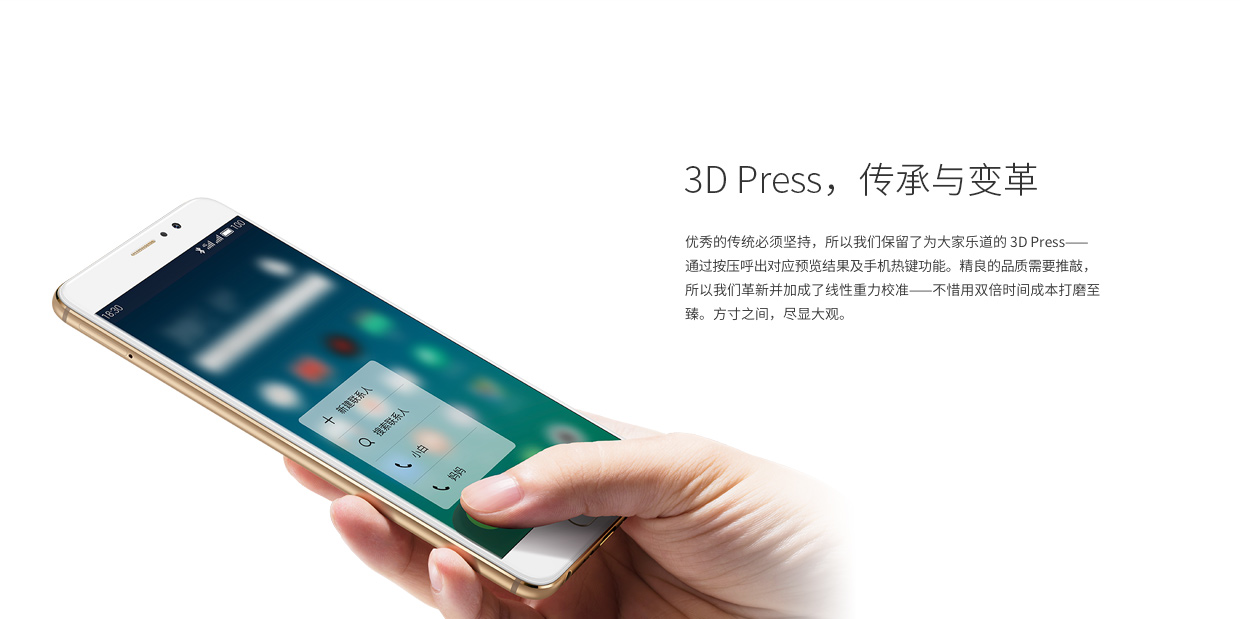 3D Press，传承与变革
优秀的传统必须坚持，所以我们保留了为大家乐道的 3D Press——
通过按压呼出对应预览结果及手机热键功能。精良的品质需要推敲，
所以我们革新并加成了线性重力校准——不惜用双倍时间成本打磨至
臻。方寸之间，尽显大观。
18:30
100
新建联系人
搜索联系人
小白
妈妈